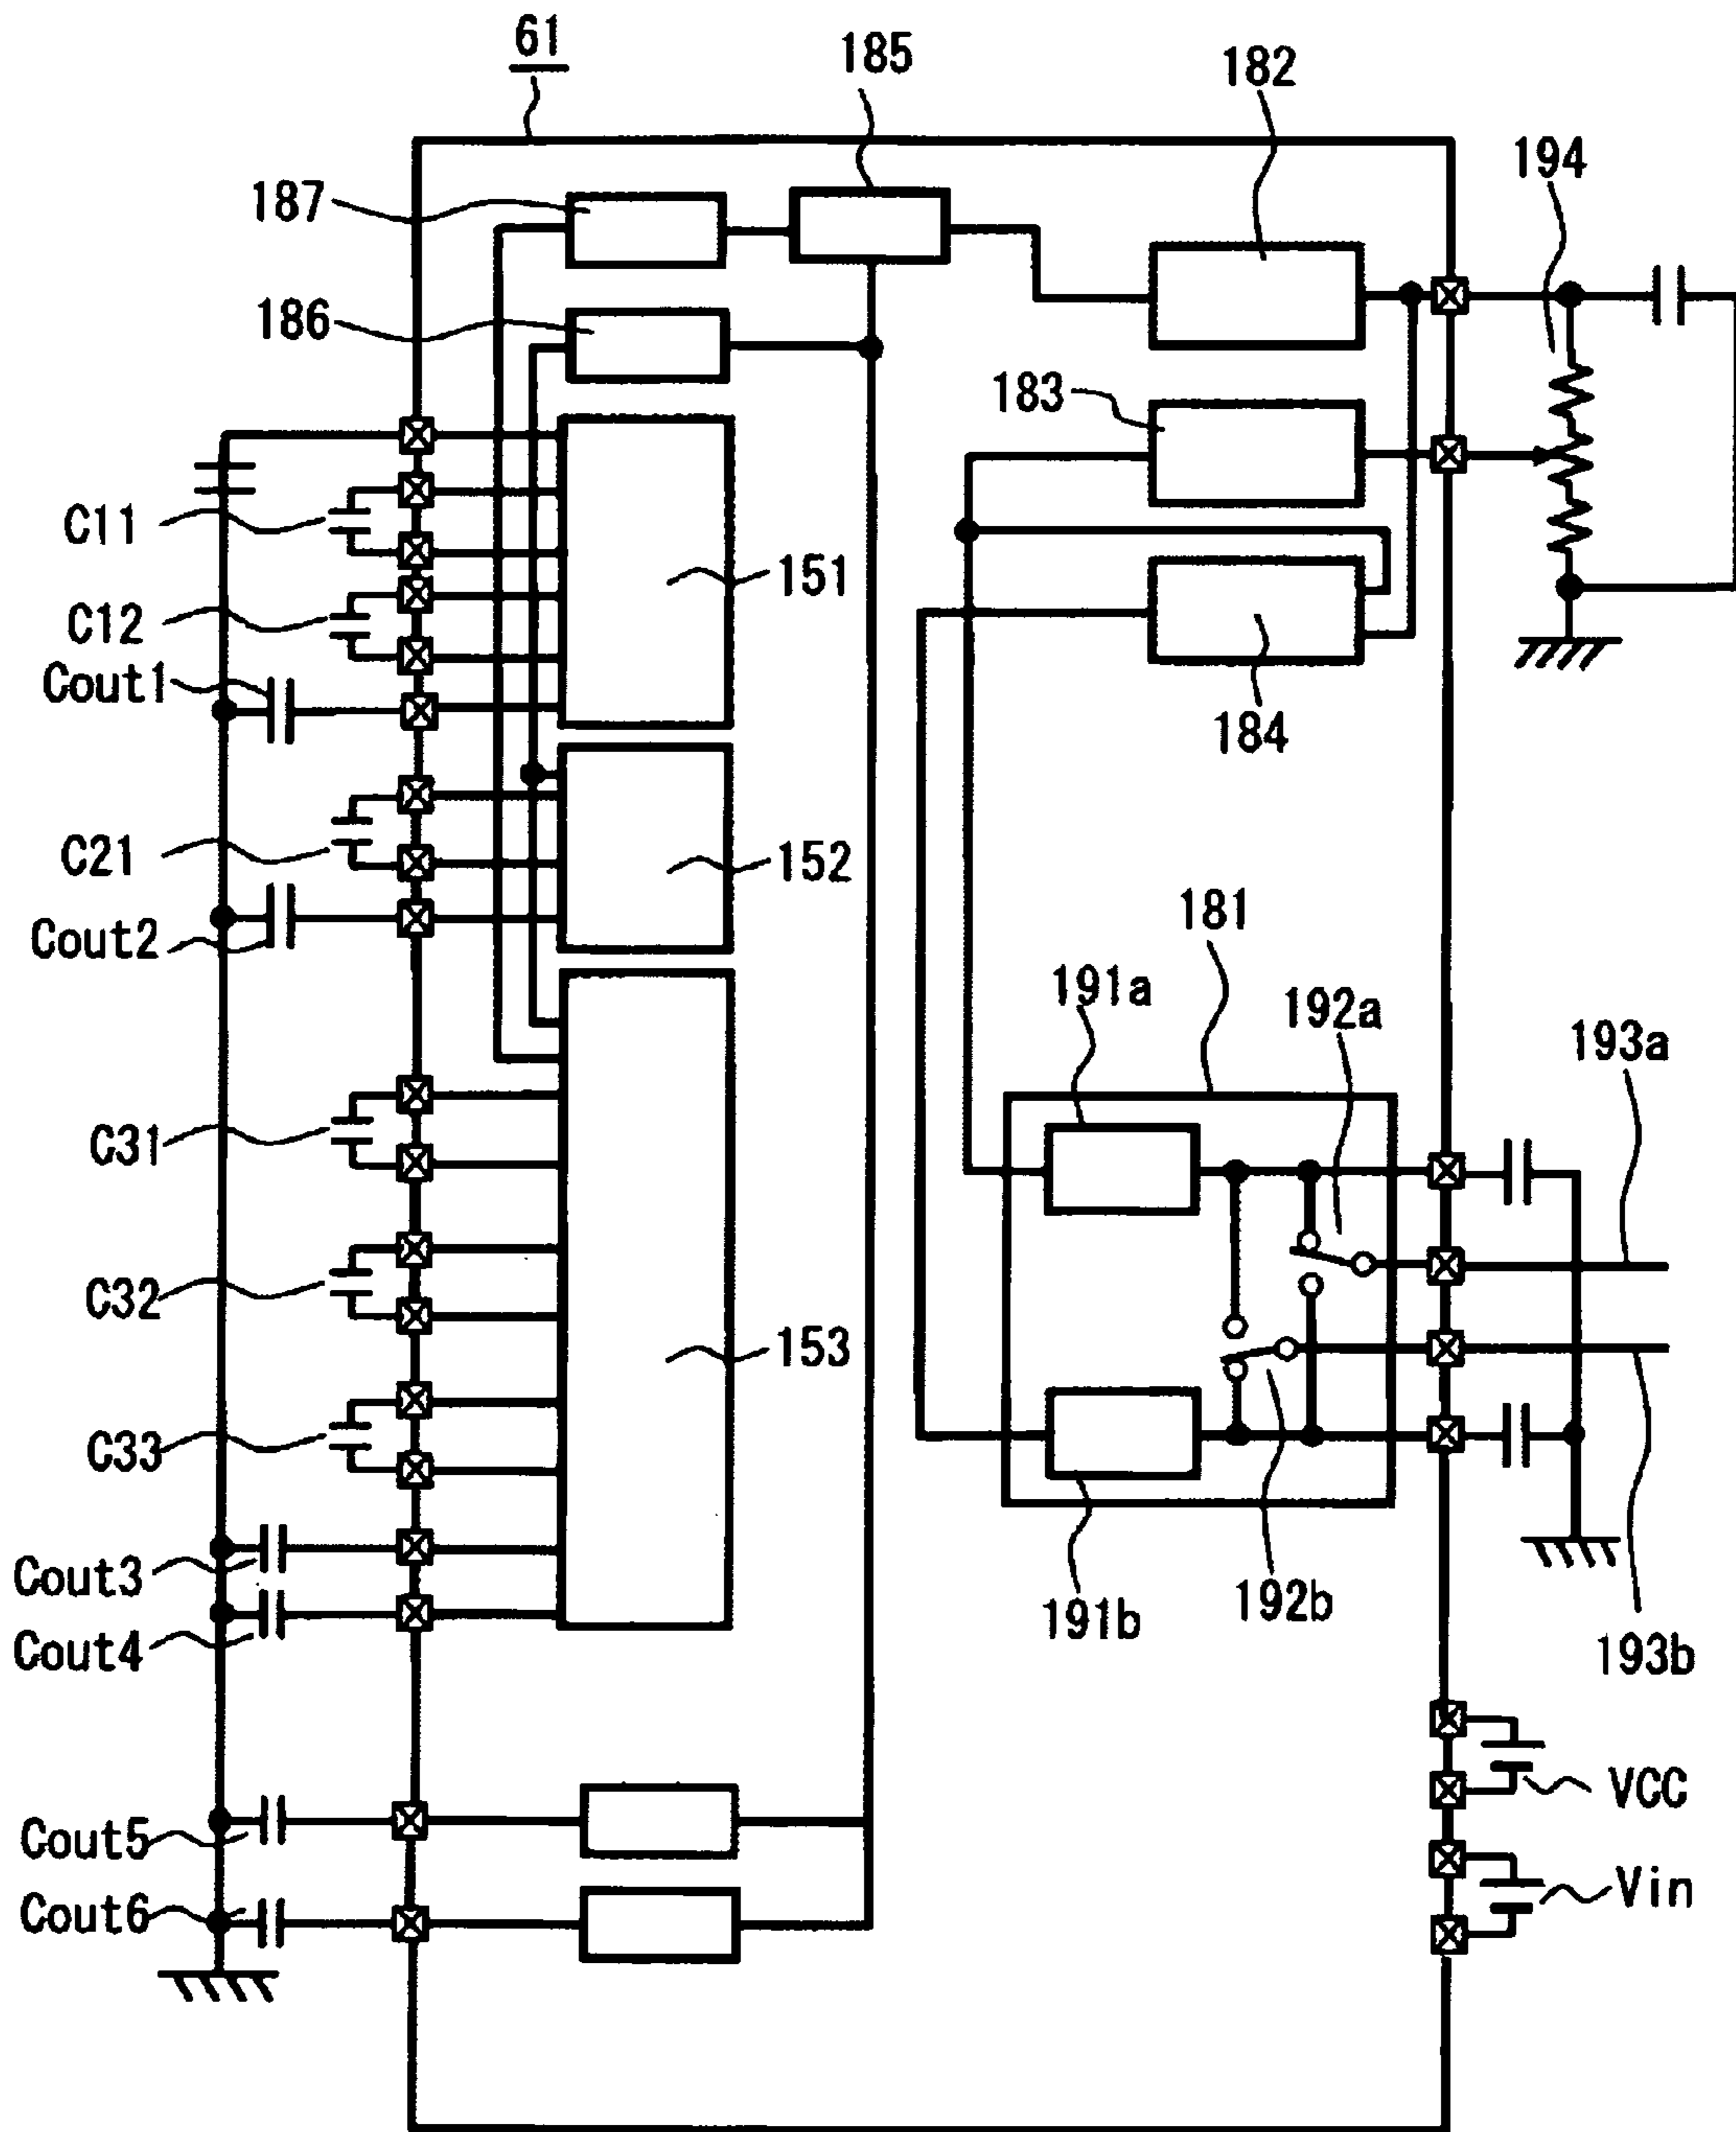 61
185
182
194
187
186
183
C11
151
C12
Cout1
184
C21
152
Cout2
181
191a
192a
193a
C31
C32
153
C33
Cout3
192b
191b
Cout4
193b
VCC
Cout5
Vin
Cout6